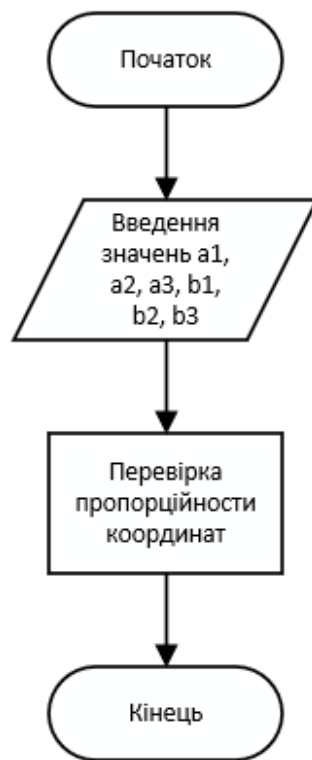 Початок
Введення
значень a1,
a2, a3, b1,
b2, b3
Перевірка
пропорційности
координат
Кінець